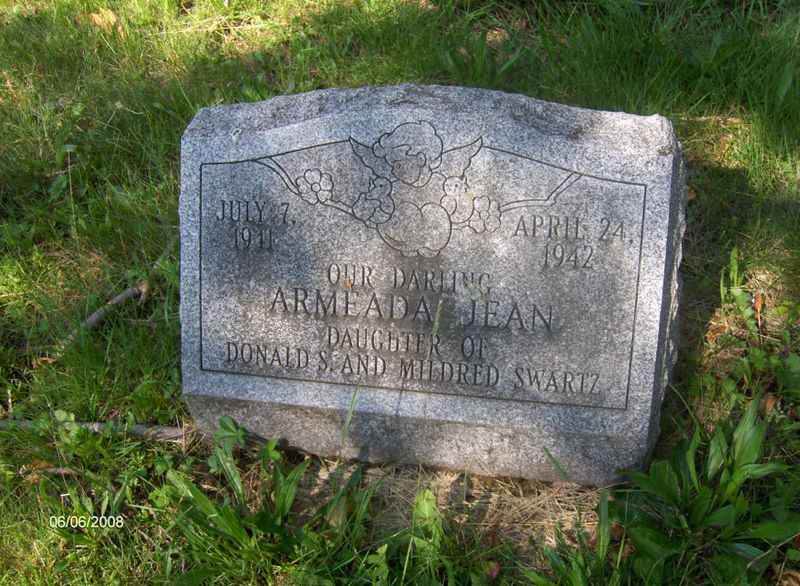 JULY 7,
1941
APRIL 24,
1942
OUR DARLING
ARMEADA JEAN
DAUGHTER OF
DONALD S. AND MILDRED SWARTZ
06/06/2008